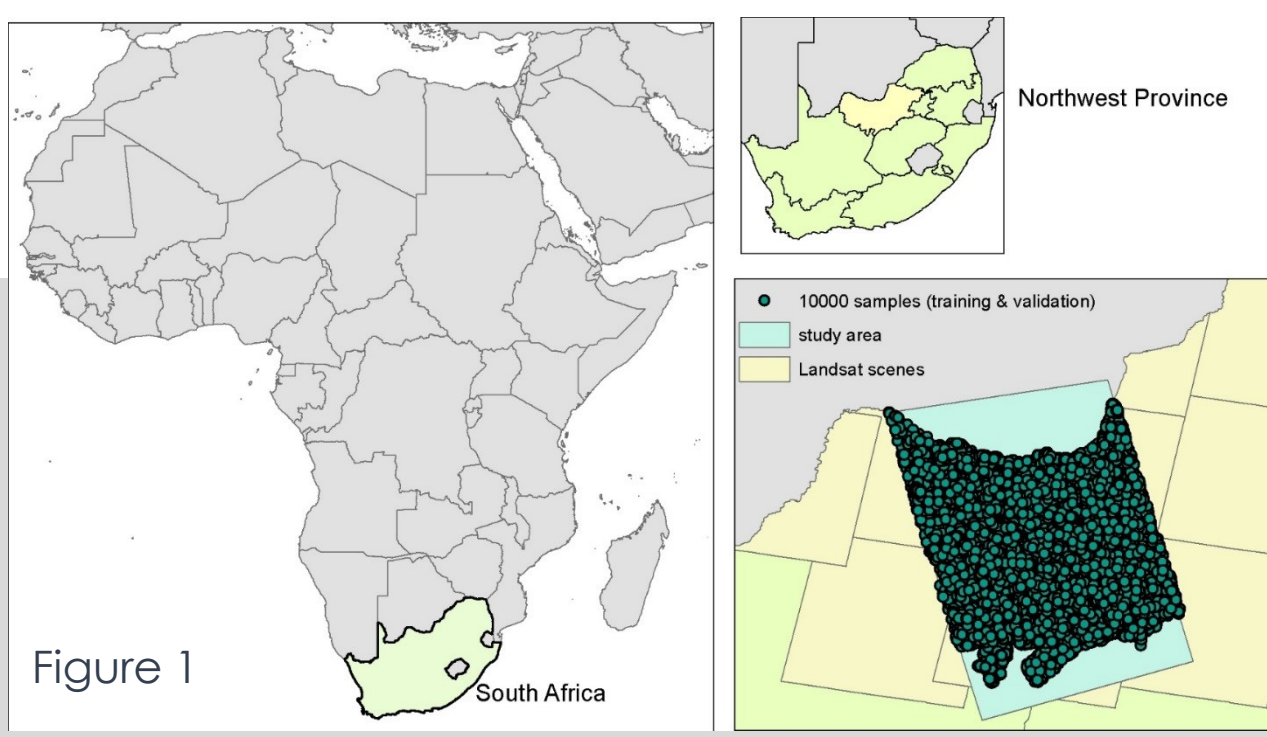 Figure 1
South Africa
Northwest Province
10000 samples (training & validation)
study area
Landsat scenes